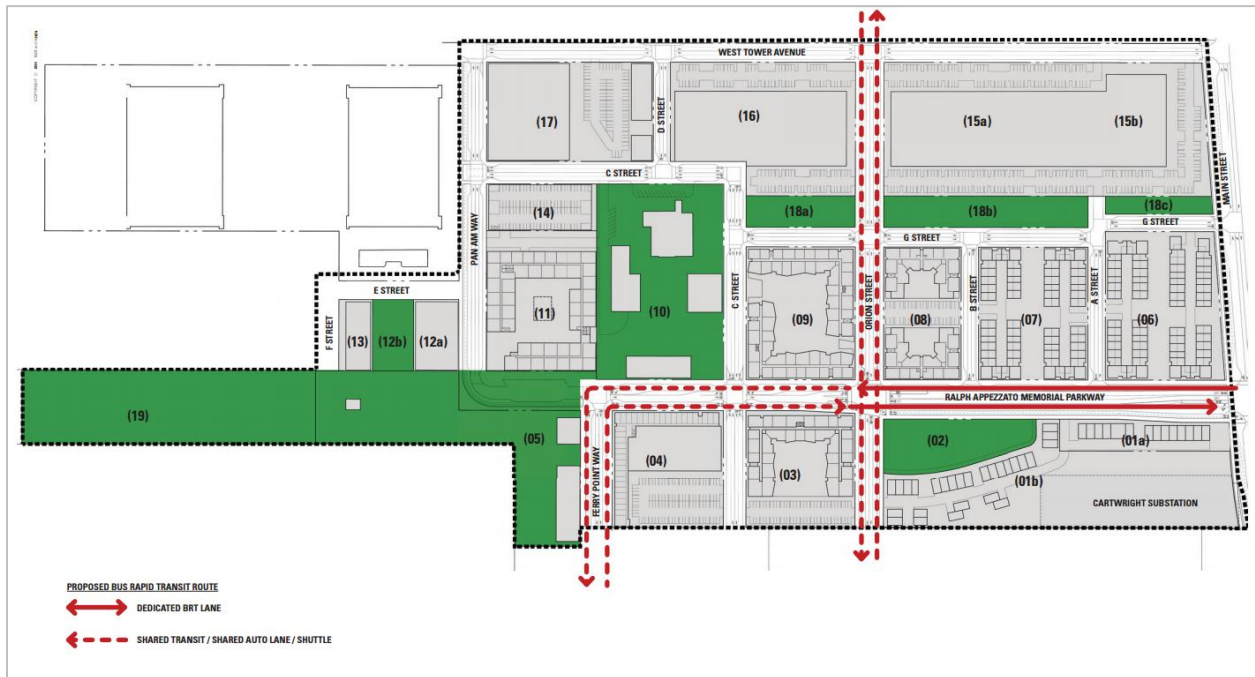 WEST TOWER AVENUE
(17)
D STREET
(16)
(15a)
(15b)
MAIN STREET
C STREET
(14)
(18a)
(18b)
(18c)
PAN AM WAY
G STREET
G STREET
E STREET
F STREET
(13)
(12b)
(12a)
(11)
(10)
C STREET
(09)
ORION STREET
(08)
B STREET
(07)
A STREET
(06)
RALPH APPEZZATO MEMORIAL PARKWAY
(19)
(05)
FERRY POINT WAY
(04)
(03)
(02)
(01a)
(01b)
CARTWRIGHT SUBSTATION
PROPOSED BUS RAPID TRANSIT ROUTE
DEDICATED BRT LANE
SHARED TRANSIT / SHARED AUTO LANE / SHUTTLE